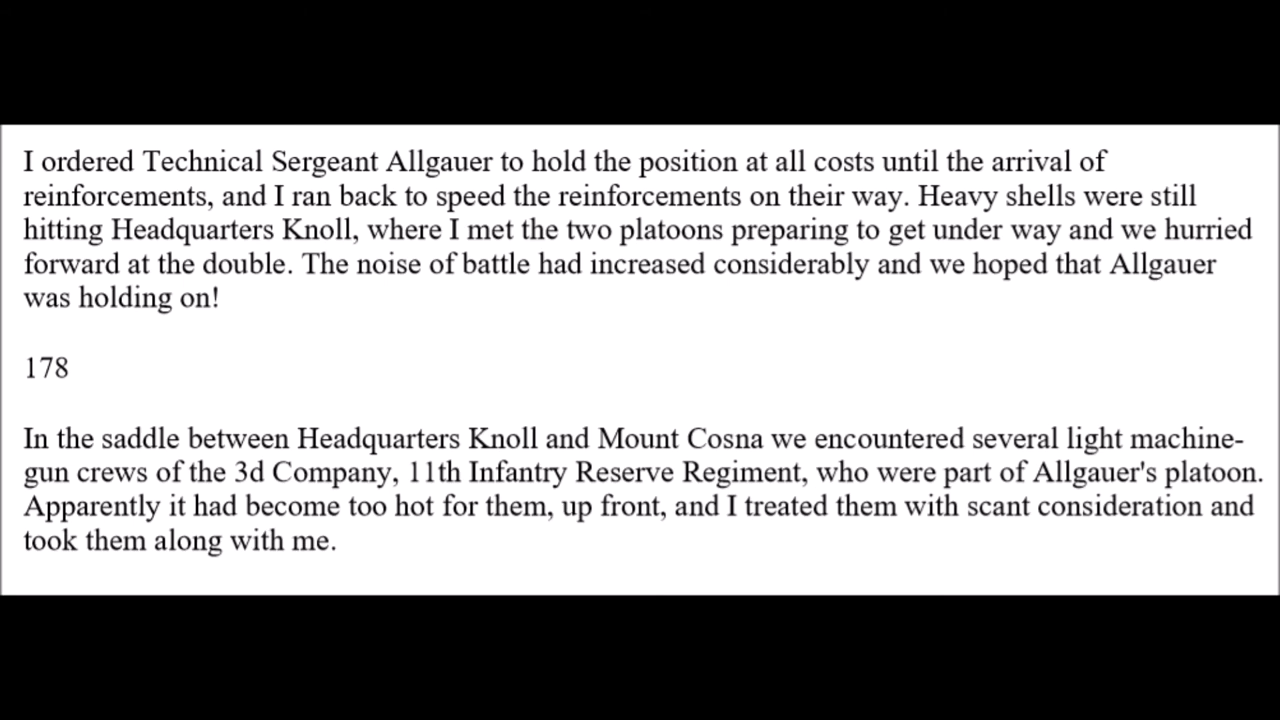 I ordered Technical Sergeant Allgauer to hold the position at all costs until the arrival of
reinforcements, and I ran back to speed the reinforcements on their way. Heavy shells were still
hitting Headquarters Knoll, where I met the two platoons preparing to get under way and we hurried
forward at the double. The noise of battle had increased considerably and we hoped that Allgauer
was holding on!
178
In the saddle between Headquarters Knoll and Mount Cosna we encountered several light machine-
gun crews of the 3d Company, 11th Infantry Reserve Regiment, who were part of Allgauer's platoon.
Apparently it had become too hot for them, up front, and I treated them with scant consideration and
took them along with me.